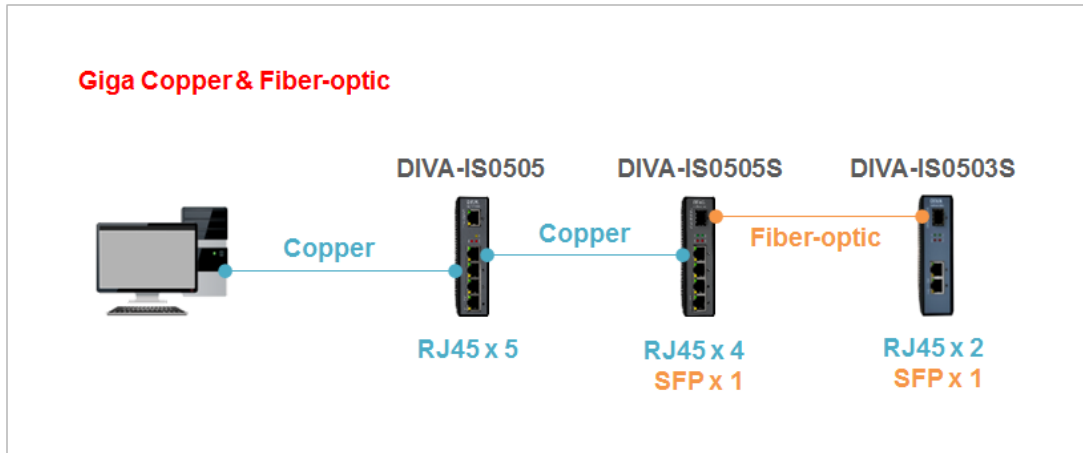 Giga Copper & Fiber-optic
DIVA-IS0505
DIVA-IS0505S
DIVA-IS0503S
Copper
Copper
Fiber-optic
RJ45 x 5
RJ45 x 4
SFP x 1
RJ45 x 2
SFP x 1